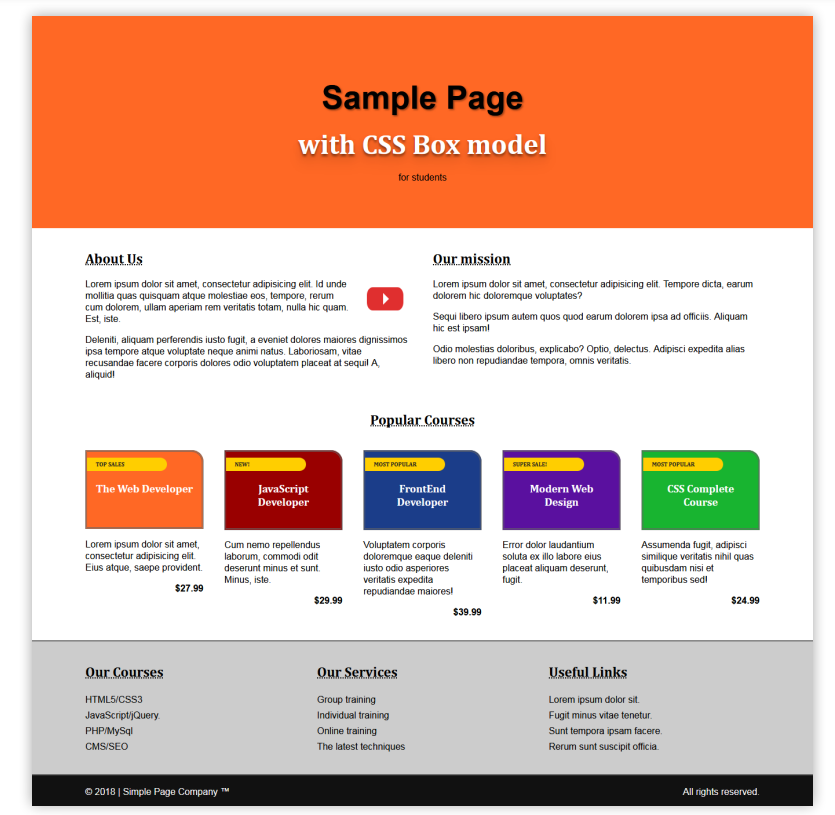 Sample Page
with CSS Box model
for students
About Us
Lorem ipsum dolor sit amet, consectetur adipisicing elit. Id unde
mollitia quas quisquam atque molestiae eos, tempore, rerum
cum dolorem, ullam aperiam rem veritatis totam, nulla hic quam.
Est, iste.
Deleniti, aliquam perferendis iusto fugit, a eveniet dolores maiores dignissimos
ipsa tempore atque voluptate neque animi natus. Laboriosam, vitae
recusandae facere corporis dolores odio voluptatem placeat at sequi! A,
aliquid!
Our mission
Lorem ipsum dolor sit amet, consectetur adipisicing elit. Tempore dicta, earum
dolorem hic doloremque voluptates?
Sequi libero ipsum autem quos quod earum dolorem ipsa ad officiis. Aliquam
hic est ipsam!
Odio molestias doloribus, explicabo? Optio, delectus. Adipisci expedita alias
libero non repudiandae tempora, omnis veritatis.
Popular Courses
TOP SALES
The Web Developer
Lorem ipsum dolor sit amet,
consectetur adipisicing elit.
Eius atque, saepe provident.
$27.99
NEW!
JavaScript
Developer
Cum nemo repellendus
laborum, commodi odit
deserunt minus et sunt.
Minus, iste.
$29.99
MOST POPULAR
FrontEnd
Developer
Voluptatem corporis
doloremque eaque deleniti
iusto odio asperiores
veritatis expedita
repudiandae maiores!
$39.99
SUPER SALE!
Modern Web
Design
Error dolor laudantium
soluta ex illo labore eius
placeat aliquam deserunt,
fugit.
$11.99
MOST POPULAR
CSS Complete
Course
Assumenda fugit, adipisci
similique veritatis nihil quas
quibusdam nisi et
temporibus sed!
$24.99
Our Courses
HTML5/CSS3
JavaScript/jQuery.
PHP/MySql
CMS/SEO
Our Services
Group training
Individual training
Online training
The latest techniques
Useful Links
Lorem ipsum dolor sit.
Fugit minus vitae tenetur.
Sunt tempora ipsam facere.
Rerum sunt suscipit officia.
© 2018 | Simple Page Company ™
All rights reserved.